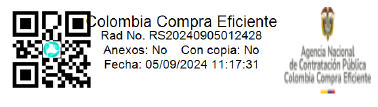 Colombia Compra Eficiente
Rad No. RS20240905012428
Anexos: No Con copia: No
Fecha: 05/09/2024 11:17:31
Agencia Nacional
de Contratación Pública
Colombia Compra Eficiente